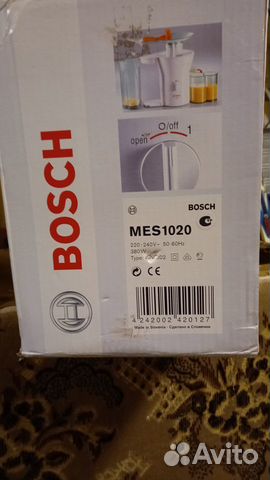 O/off 1
open
BOSCH
BOSCH
MES1020
220-240V~ 50-60Hz
380W
Type:
CE
4 242002 420127
Made in Slovenia · Сделано в Словении
Avito